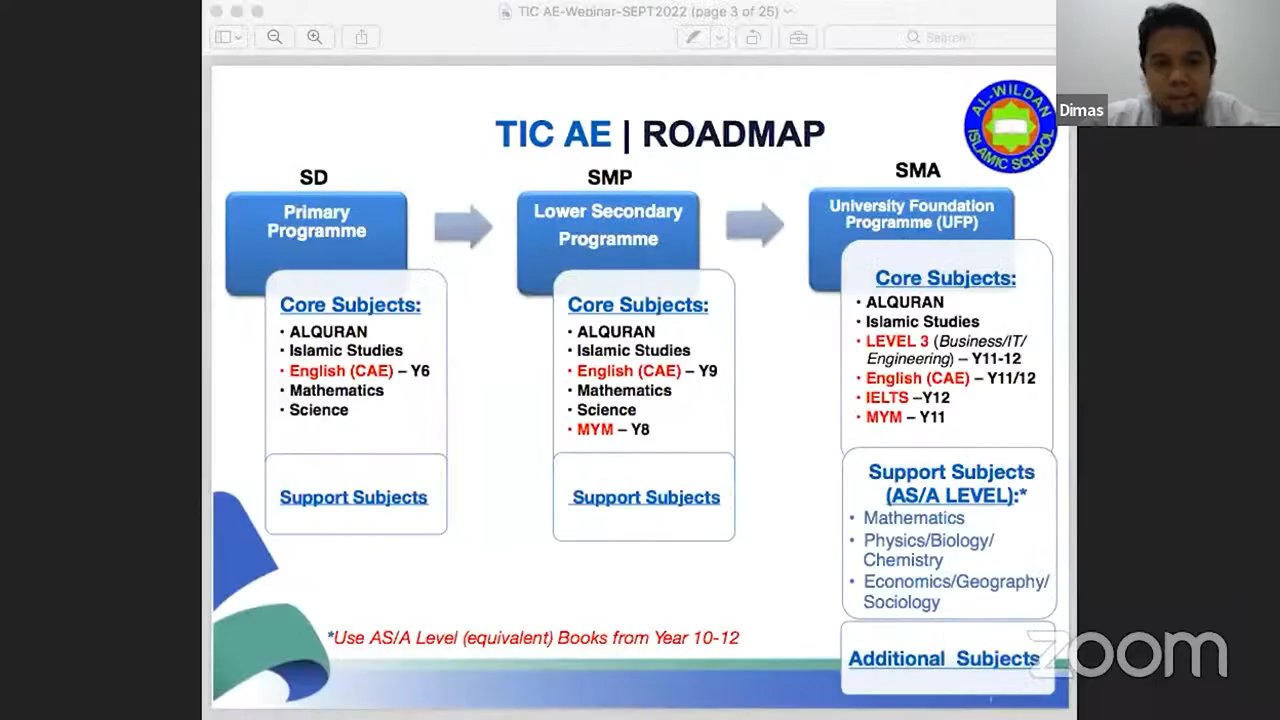 TIC AE-Webinar-SEPT2022 (page 3 of 25)
Search
Dimas
AL-WILDAN
ISLAMIC SCHOOL
TIC AE | ROADMAP
SD
Primary
Programme
Core Subjects:
• ALQURAN
• Islamic Studies
• English (CAE) – Y6
• Mathematics
• Science
Support Subjects
SMP
Lower Secondary
Programme
Core Subjects:
• ALQURAN
• Islamic Studies
• English (CAE) – Y9
• Mathematics
• Science
• MYM – Y8
Support Subjects
SMA
University Foundation
Programme (UFP)
Core Subjects:
• ALQURAN
• Islamic Studies
• LEVEL 3 (Business/IT/
Engineering) – Y11-12
• English (CAE) – Y11/12
• IELTS –Y12
• MYM – Y11
Support Subjects
(AS/A LEVEL):*
• Mathematics
• Physics/Biology/
Chemistry
• Economics/Geography/
Sociology
Additional Subjects
*Use AS/A Level (equivalent) Books from Year 10-12
zoom